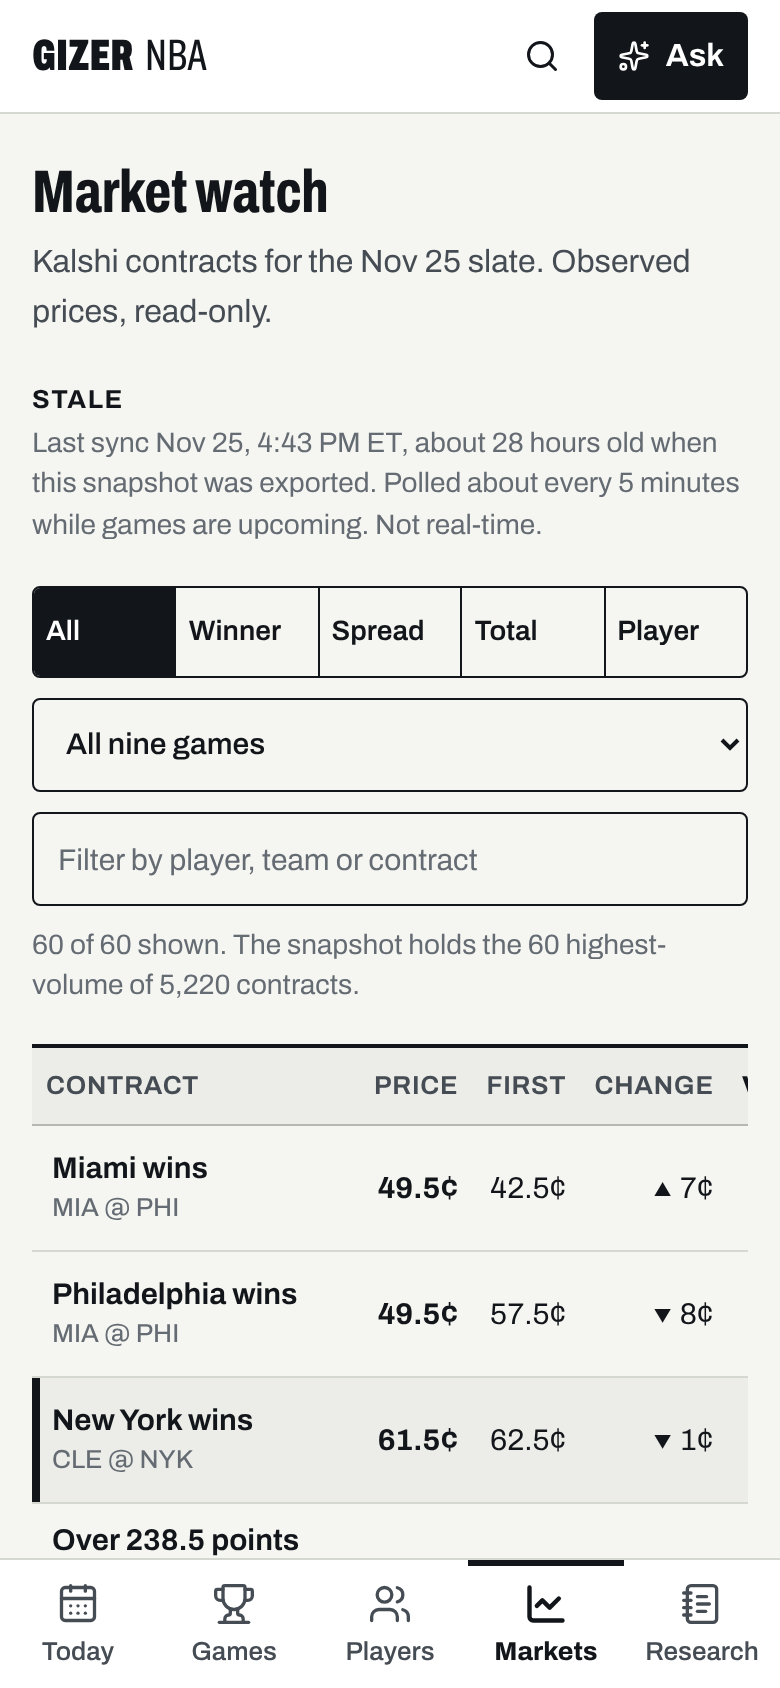 GIZER NBA
Ask
Market watch
Kalshi contracts for the Nov 25 slate. Observed
prices, read-only.
STALE
Last sync Nov 25, 4:43 PM ET, about 28 hours old when
this snapshot was exported. Polled about every 5 minutes
while games are upcoming. Not real-time.
All Winner Spread Total Player
All nine games
Filter by player, team or contract
60 of 60 shown. The snapshot holds the 60 highest-
volume of 5,220 contracts.
CONTRACT PRICE FIRST CHANGE
Miami wins
MIA @ PHI
49.5¢ 42.5¢ ▲ 7¢
Philadelphia wins
MIA @ PHI
49.5¢ 57.5¢ ▼ 8¢
New York wins
CLE @ NYK
61.5¢ 62.5¢ ▼ 1¢
Over 238.5 points
Today Games Players Markets Research